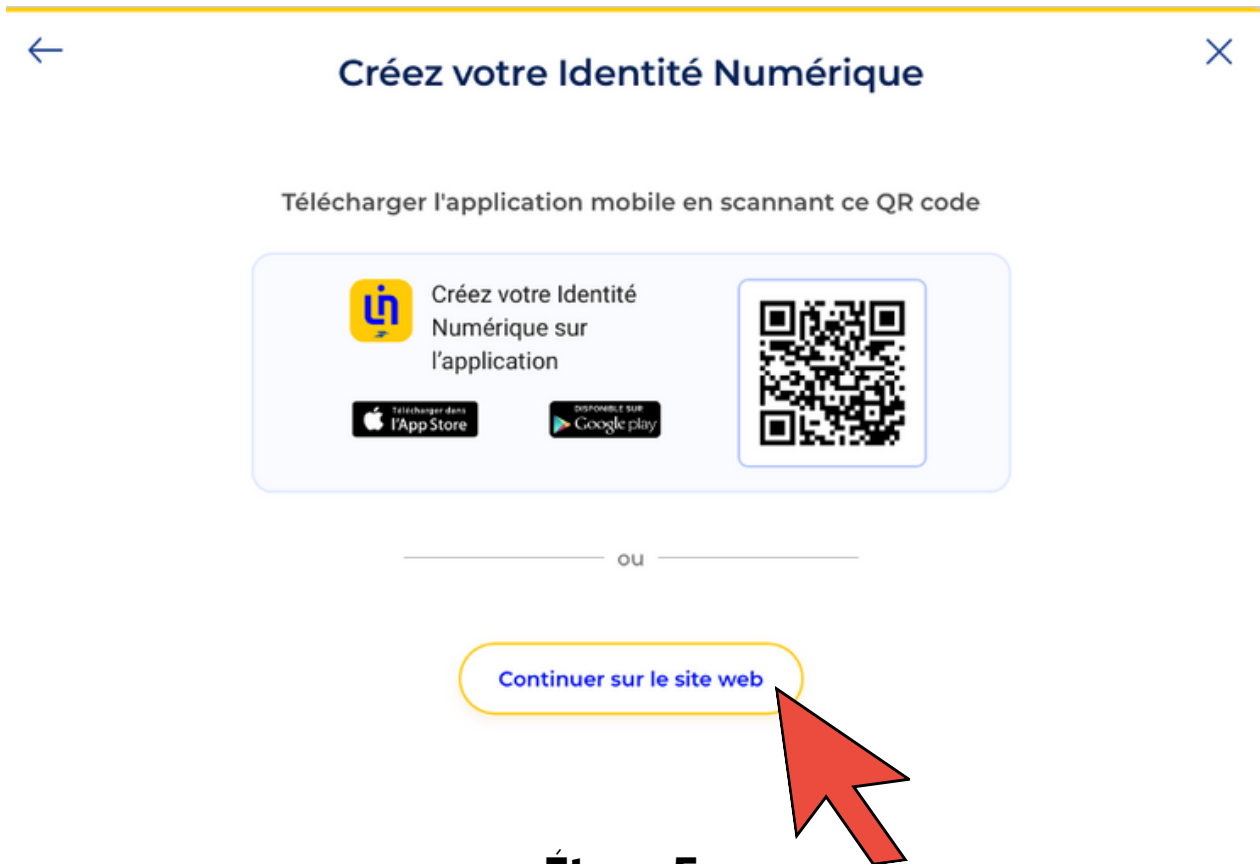 Créez votre Identité Numérique
Télécharger l'application mobile en scannant ce QR code
Créez votre Identité
Numérique sur
l'application
Télécharger dans
l'App Store
DISPONIBLE SUR
Google play
ou
Continuer sur le site web